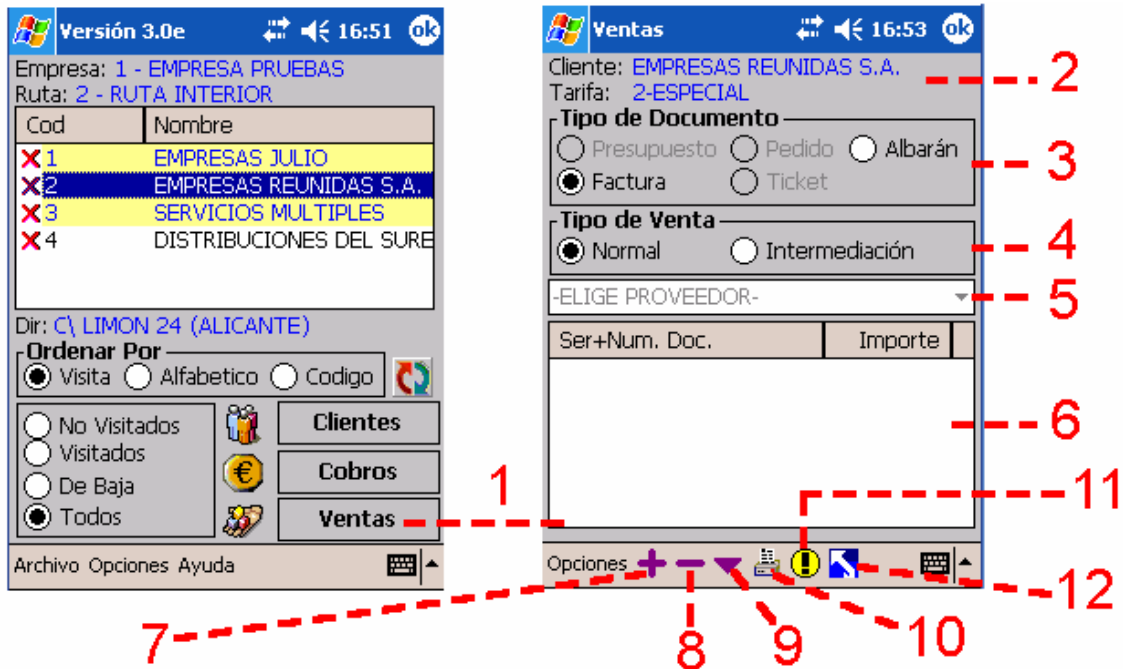 Versión 3.0e 16:51 ok
Empresa: 1 - EMPRESA PRUEBAS
Ruta: 2 - RUTA INTERIOR
Cod Nombre
1 EMPRESAS JULIO
2 EMPRESAS REUNIDAS S.A.
3 SERVICIOS MULTIPLES
4 DISTRIBUCIONES DEL SURE
Dir: C\ LIMON 24 (ALICANTE)
Ordenar Por
Visita Alfabetico Codigo
No Visitados
Visitados
De Baja
Todos
Clientes
Cobros
Ventas
Archivo Opciones Ayuda
1
Ventas 16:53 ok
Cliente: EMPRESAS REUNIDAS S.A.
Tarifa: 2-ESPECIAL
2
Tipo de Documento
Presupuesto Pedido Albarán
Factura Ticket
3
Tipo de Venta
Normal Intermediación
4
-ELIGE PROVEEDOR-
5
Ser+Num. Doc. Importe
6
11
Opciones
12
7
8
9
10